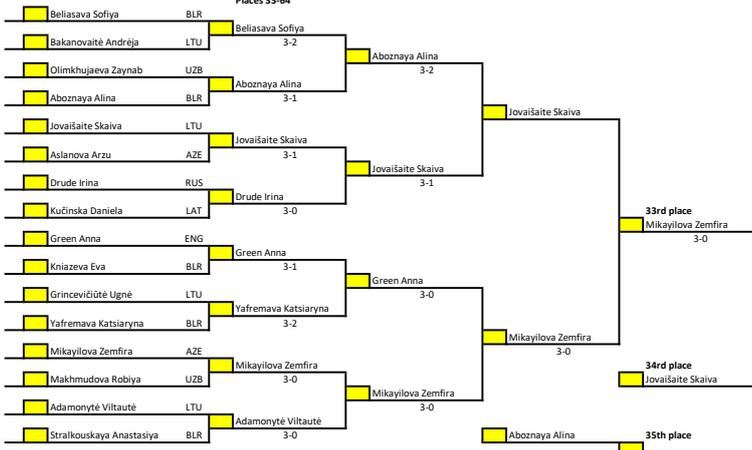 Places 33-64
Beliasava Sofiya BLR
Beliasava Sofiya
3-2
Bakanovaitė Andrėja LTU
Aboznaya Alina
3-2
Olimkhujaeva Zaynab UZB
Aboznaya Alina
3-1
Aboznaya Alina BLR
Jovaišaite Skaiva
Jovaišaite Skaiva LTU
Jovaišaite Skaiva
3-1
Aslanova Arzu AZE
Jovaišaite Skaiva
3-1
Drude Irina RUS
Drude Irina
3-0
Kučinska Daniela LAT
33rd place
Mikayilova Zemfira
3-0
Green Anna ENG
Green Anna
3-1
Kniazeva Eva BLR
Green Anna
3-0
Grincevičiūtė Ugnė LTU
Yafremava Katsiaryna
3-2
Yafremava Katsiaryna BLR
Mikayilova Zemfira
3-0
Mikayilova Zemfira AZE
Mikayilova Zemfira
3-0
34rd place
Jovaišaite Skaiva
Makhmudova Robiya UZB
Mikayilova Zemfira
3-0
Adamonytė Viltautė LTU
Adamonytė Viltautė
3-0
Stralkouskaya Anastasiya BLR
Aboznaya Alina
35th place